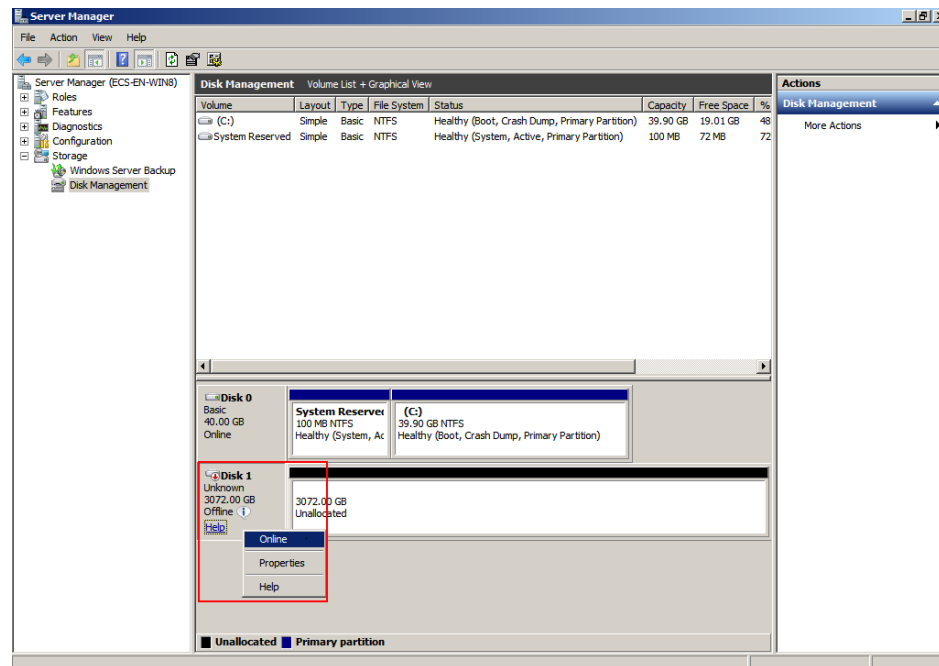 Server Manager
File Action View Help
Server Manager (ECS-EN-WIN8)
Roles
Features
Diagnostics
Configuration
Storage
Windows Server Backup
Disk Management
Disk Management Volume List + Graphical View
Volume Layout Type File System Status Capacity Free Space %
(C:) Simple Basic NTFS Healthy (Boot, Crash Dump, Primary Partition) 39.90 GB 19.01 GB 48
System Reserved Simple Basic NTFS Healthy (System, Active, Primary Partition) 100 MB 72 MB 72
Disk 0
Basic
40.00 GB
Online
System Reserved
100 MB NTFS
Healthy (System, Ac
(C:)
39.90 GB NTFS
Healthy (Boot, Crash Dump, Primary Partition)
Disk 1
Unknown
3072.00 GB
Offline
Help
3072.00 GB
Unallocated
Online
Properties
Help
Unallocated Primary partition
Actions
Disk Management
More Actions